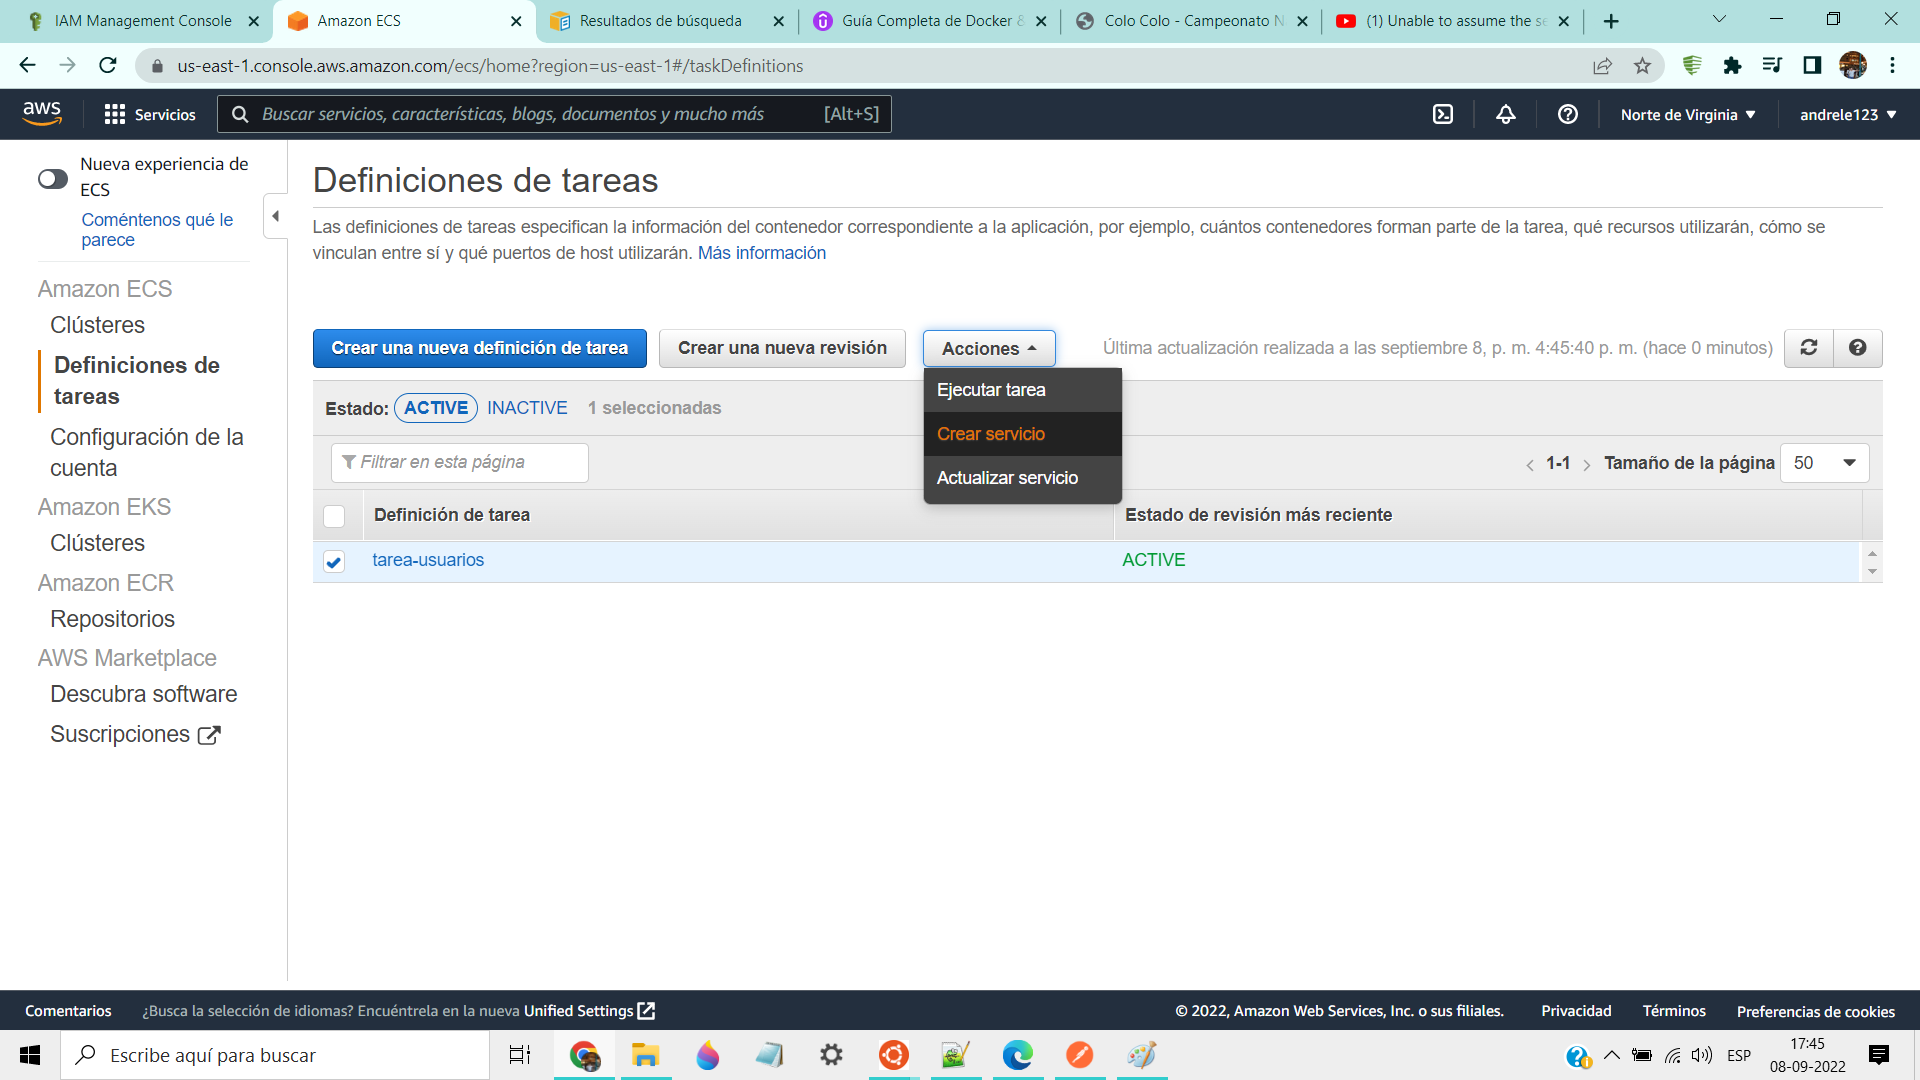 IAM Management Console
Amazon ECS
Resultados de búsqueda
Guía Completa de Docker &
Colo Colo - Campeonato N
(1) Unable to assume the se
us-east-1.console.aws.amazon.com/ecs/home?region=us-east-1#/taskDefinitions
aws
Servicios
Buscar servicios, características, blogs, documentos y mucho más
[Alt+S]
Norte de Virginia
andrele123
Nueva experiencia de
ECS
Coméntenos qué le
parece
Amazon ECS
Clústeres
Definiciones de
tareas
Configuración de la
cuenta
Amazon EKS
Clústeres
Amazon ECR
Repositorios
AWS Marketplace
Descubra software
Suscripciones
Definiciones de tareas
Las definiciones de tareas especifican la información del contenedor correspondiente a la aplicación, por ejemplo, cuántos contenedores forman parte de la tarea, qué recursos utilizarán, cómo se
vinculan entre sí y qué puertos de host utilizarán. Más información
Crear una nueva definición de tarea
Crear una nueva revisión
Acciones
Última actualización realizada a las septiembre 8, p. m. 4:45:40 p. m. (hace 0 minutos)
Ejecutar tarea
Crear servicio
Actualizar servicio
Estado: ACTIVE INACTIVE 1 seleccionadas
Filtrar en esta página
1-1
Tamaño de la página
50
Definición de tarea
Estado de revisión más reciente
tarea-usuarios
ACTIVE
Comentarios
¿Busca la selección de idiomas? Encuéntrela en la nueva Unified Settings
© 2022, Amazon Web Services, Inc. o sus filiales.
Privacidad
Términos
Preferencias de cookies
Escribe aquí para buscar
ESP
17:45
08-09-2022